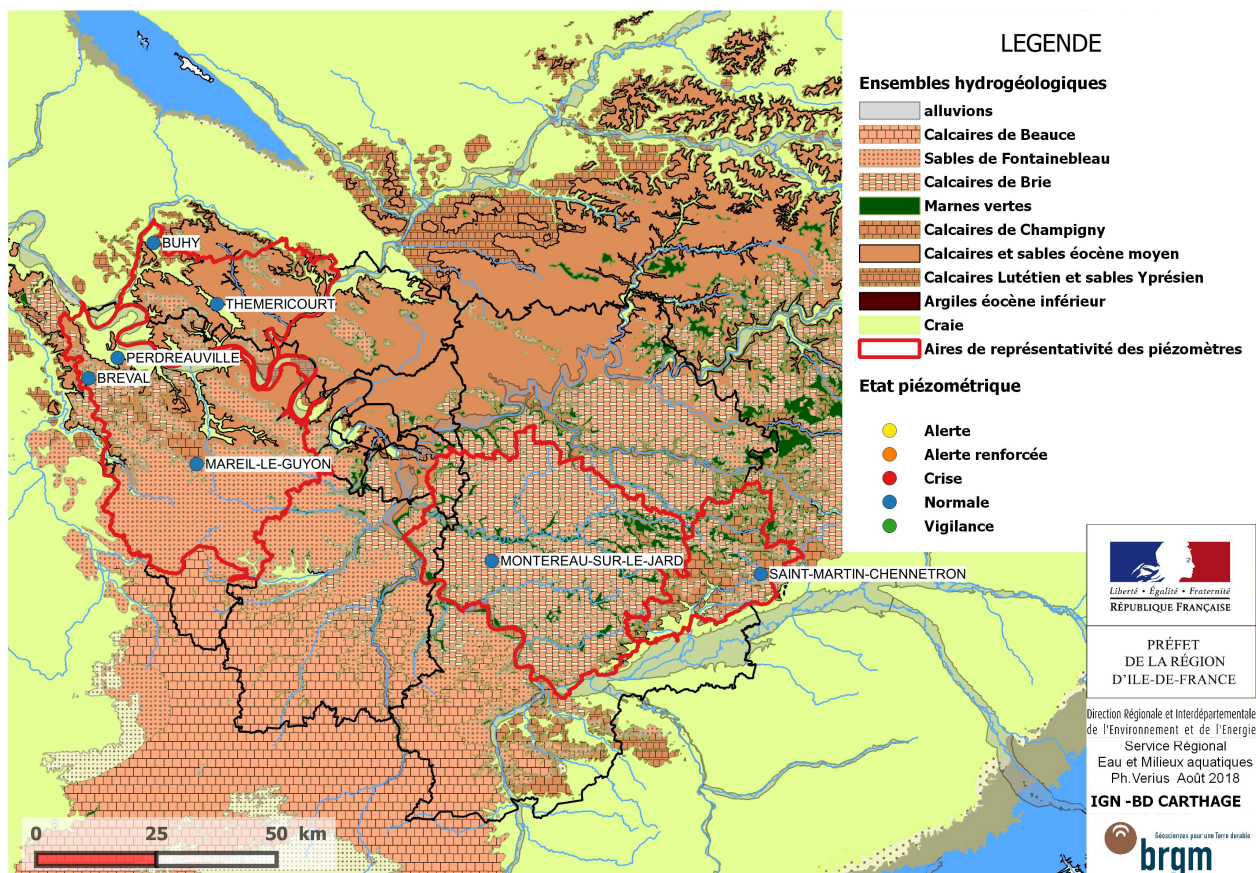 LEGENDE
Ensembles hydrogéologiques
alluvions
Calcaires de Beauce
Sables de Fontainebleau
Calcaires de Brie
Marnes vertes
Calcaires de Champigny
Calcaires et sables éocène moyen
Calcaires Lutétien et sables Yprésien
Argiles éocène inférieur
Craie
Aires de représentativité des piézomètres
Etat piézométrique
Alerte
Alerte renforcée
Crise
Normale
Vigilance
BUHY
THEMERICOURT
PERDREAUVILLE
BREVAL
MAREIL-LE-GUYON
MONTEREAU-SUR-LE-JARD
SAINT-MARTIN-CHENNETRON
0 25 50 km
Liberté • Égalité • Fraternité
RÉPUBLIQUE FRANÇAISE
PRÉFET
DE LA RÉGION
D'ILE-DE-FRANCE
Direction Régionale et Interdépartementale
de l'Environnement et de l'Energie
Service Régional
Eau et Milieux aquatiques
Ph.Verius Août 2018
IGN -BD CARTHAGE
Géosciences pour une Terre durable
brgm